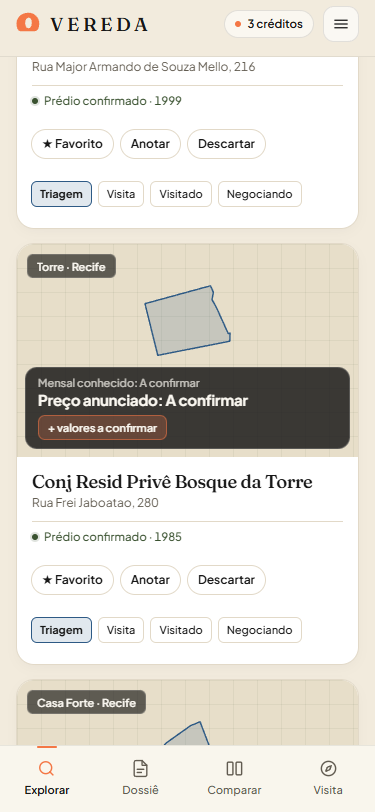 VEREDA
3 créditos
Rua Major Armando de Souza Mello, 216
Prédio confirmado · 1999
★ Favorito
Anotar
Descartar
Triagem
Visita
Visitado
Negociando
Torre · Recife
Mensal conhecido: A confirmar
Preço anunciado: A confirmar
+ valores a confirmar
Conj Resid Privê Bosque da Torre
Rua Frei Jaboatao, 280
Prédio confirmado · 1985
★ Favorito
Anotar
Descartar
Triagem
Visita
Visitado
Negociando
Casa Forte · Recife
Explorar
Dossiê
Comparar
Visita